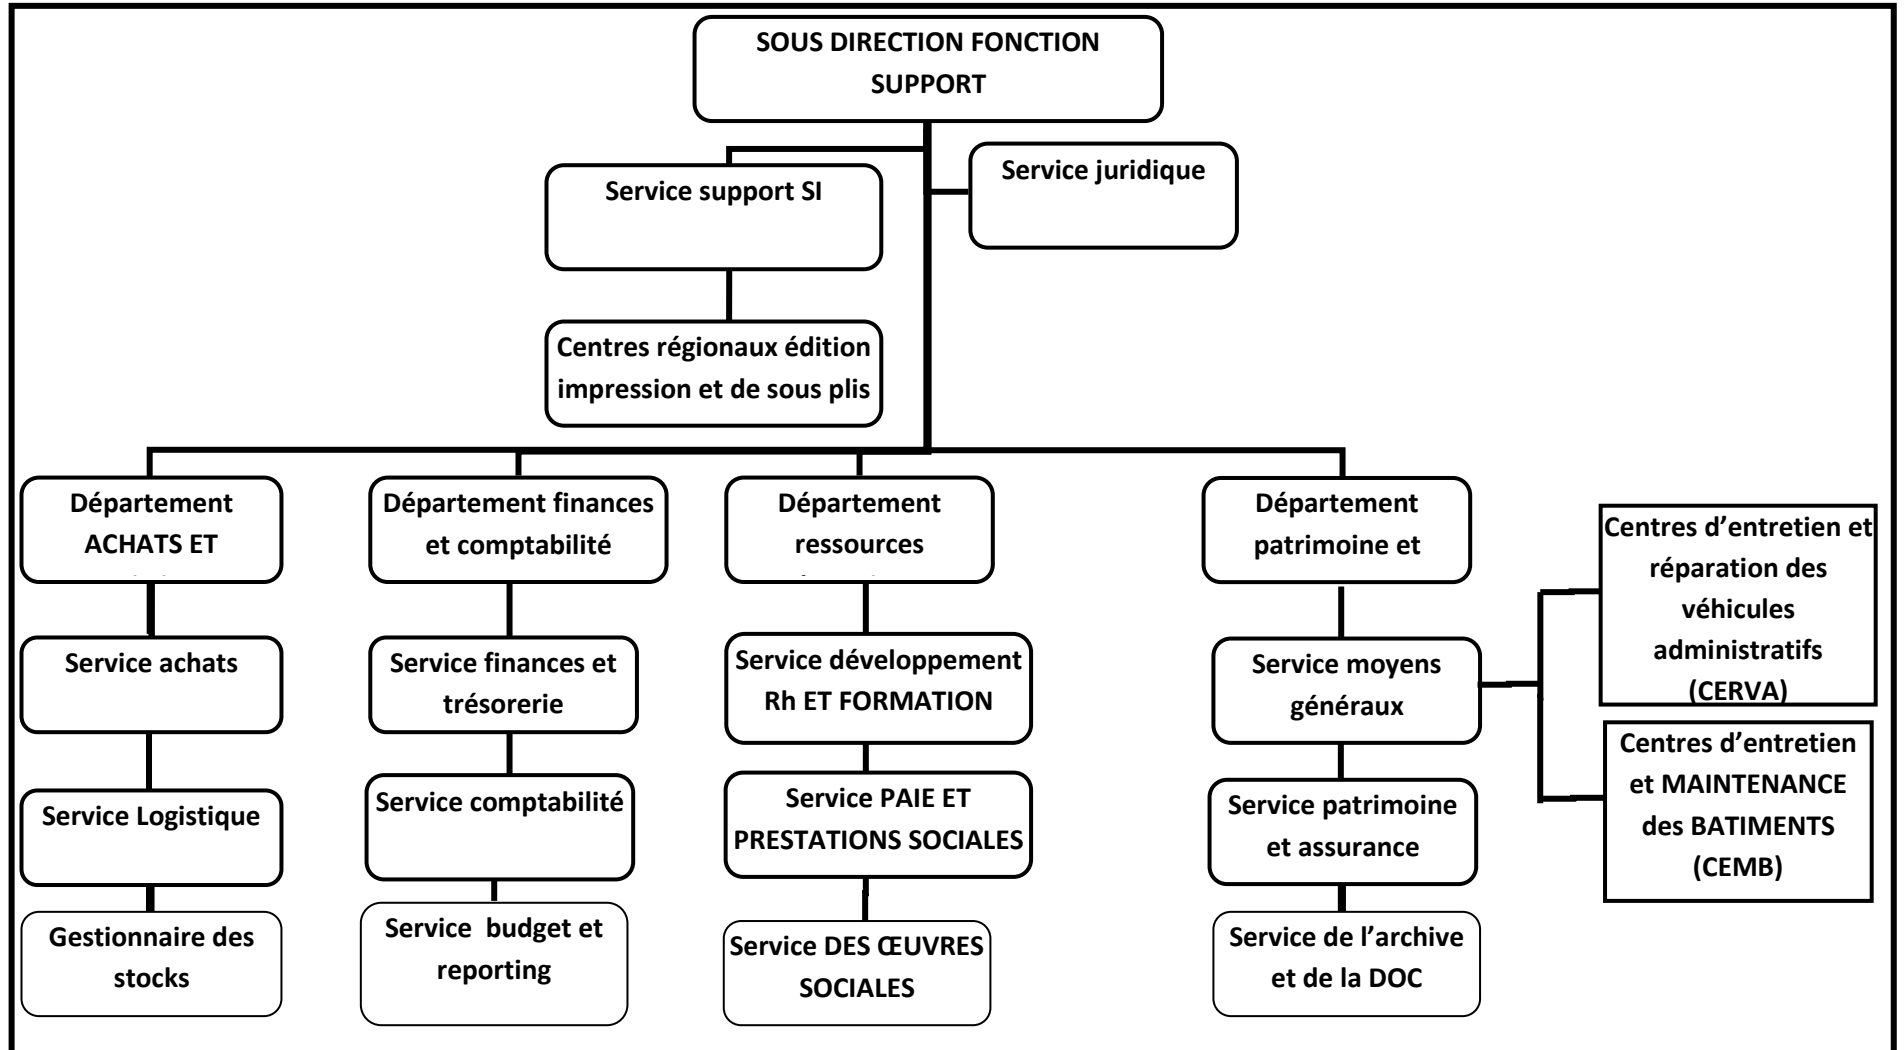 SOUS DIRECTION FONCTION
SUPPORT
Service juridique
Service support SI
Centres régionaux édition
impression et de sous plis
Département
ACHATS ET
Département finances
et comptabilité
Département
ressources
Département
patrimoine et
Centres d’entretien et
réparation des
véhicules
administratifs
(CERVA)
Service achats
Service finances et
trésorerie
Service développement
Rh ET FORMATION
Service moyens
généraux
Centres d’entretien
et MAINTENANCE
des BATIMENTS
(CEMB)
Service Logistique
Service comptabilité
Service PAIE ET
PRESTATIONS SOCIALES
Service patrimoine
et assurance
Gestionnaire des
stocks
Service budget et
reporting
Service DES ŒUVRES
SOCIALES
Service de l’archive
et de la DOC